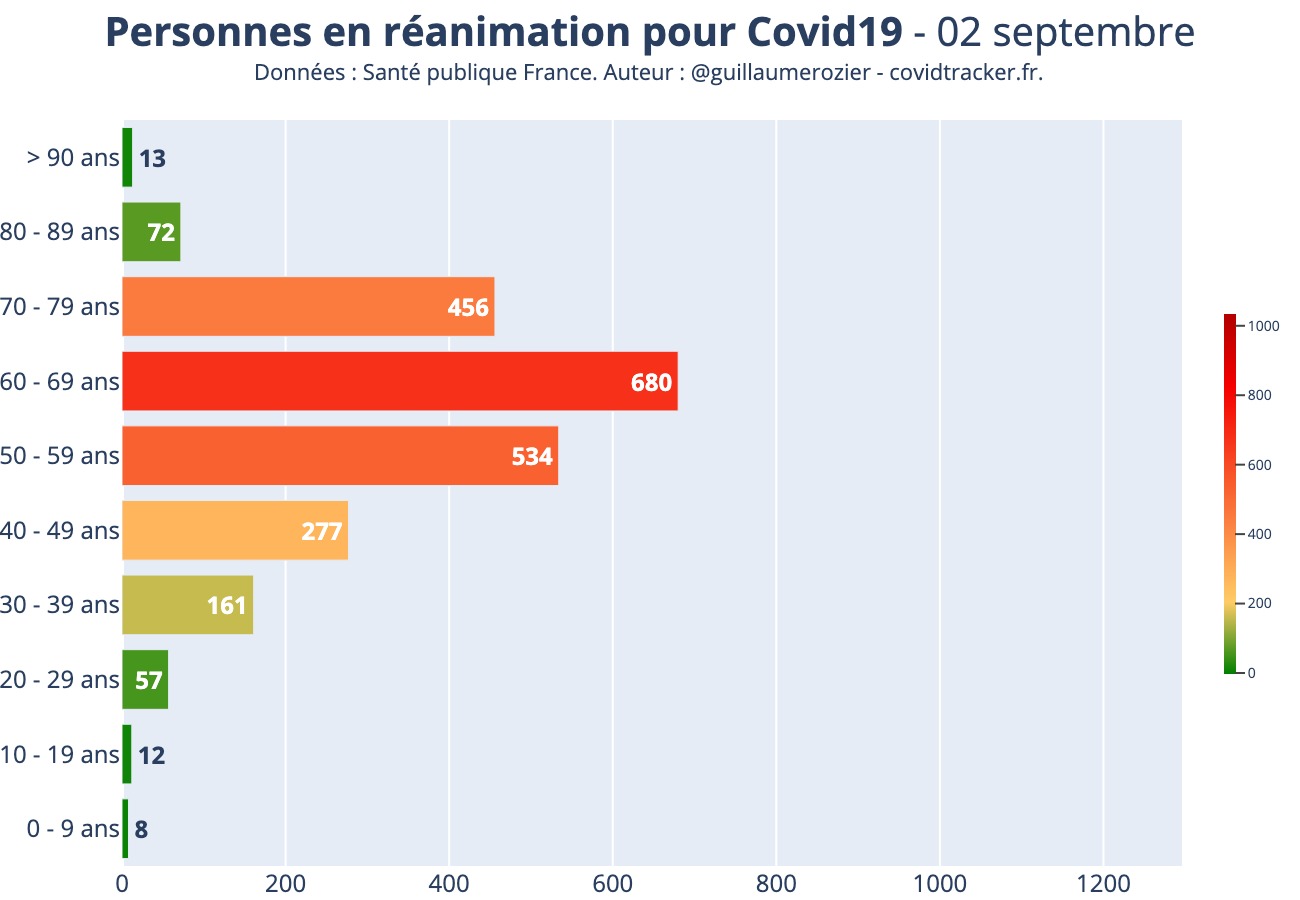 Personnes en réanimation pour Covid19 - 02 septembre
Données : Santé publique France. Auteur : @guillaumerozier - covidtracker.fr.
> 90 ans 13
80 - 89 ans 72
70 - 79 ans 456
60 - 69 ans 680
50 - 59 ans 534
40 - 49 ans 277
30 - 39 ans 161
20 - 29 ans 57
10 - 19 ans 12
0 - 9 ans 8
0 200 400 600 800 1000 1200
1000
800
600
400
200
0